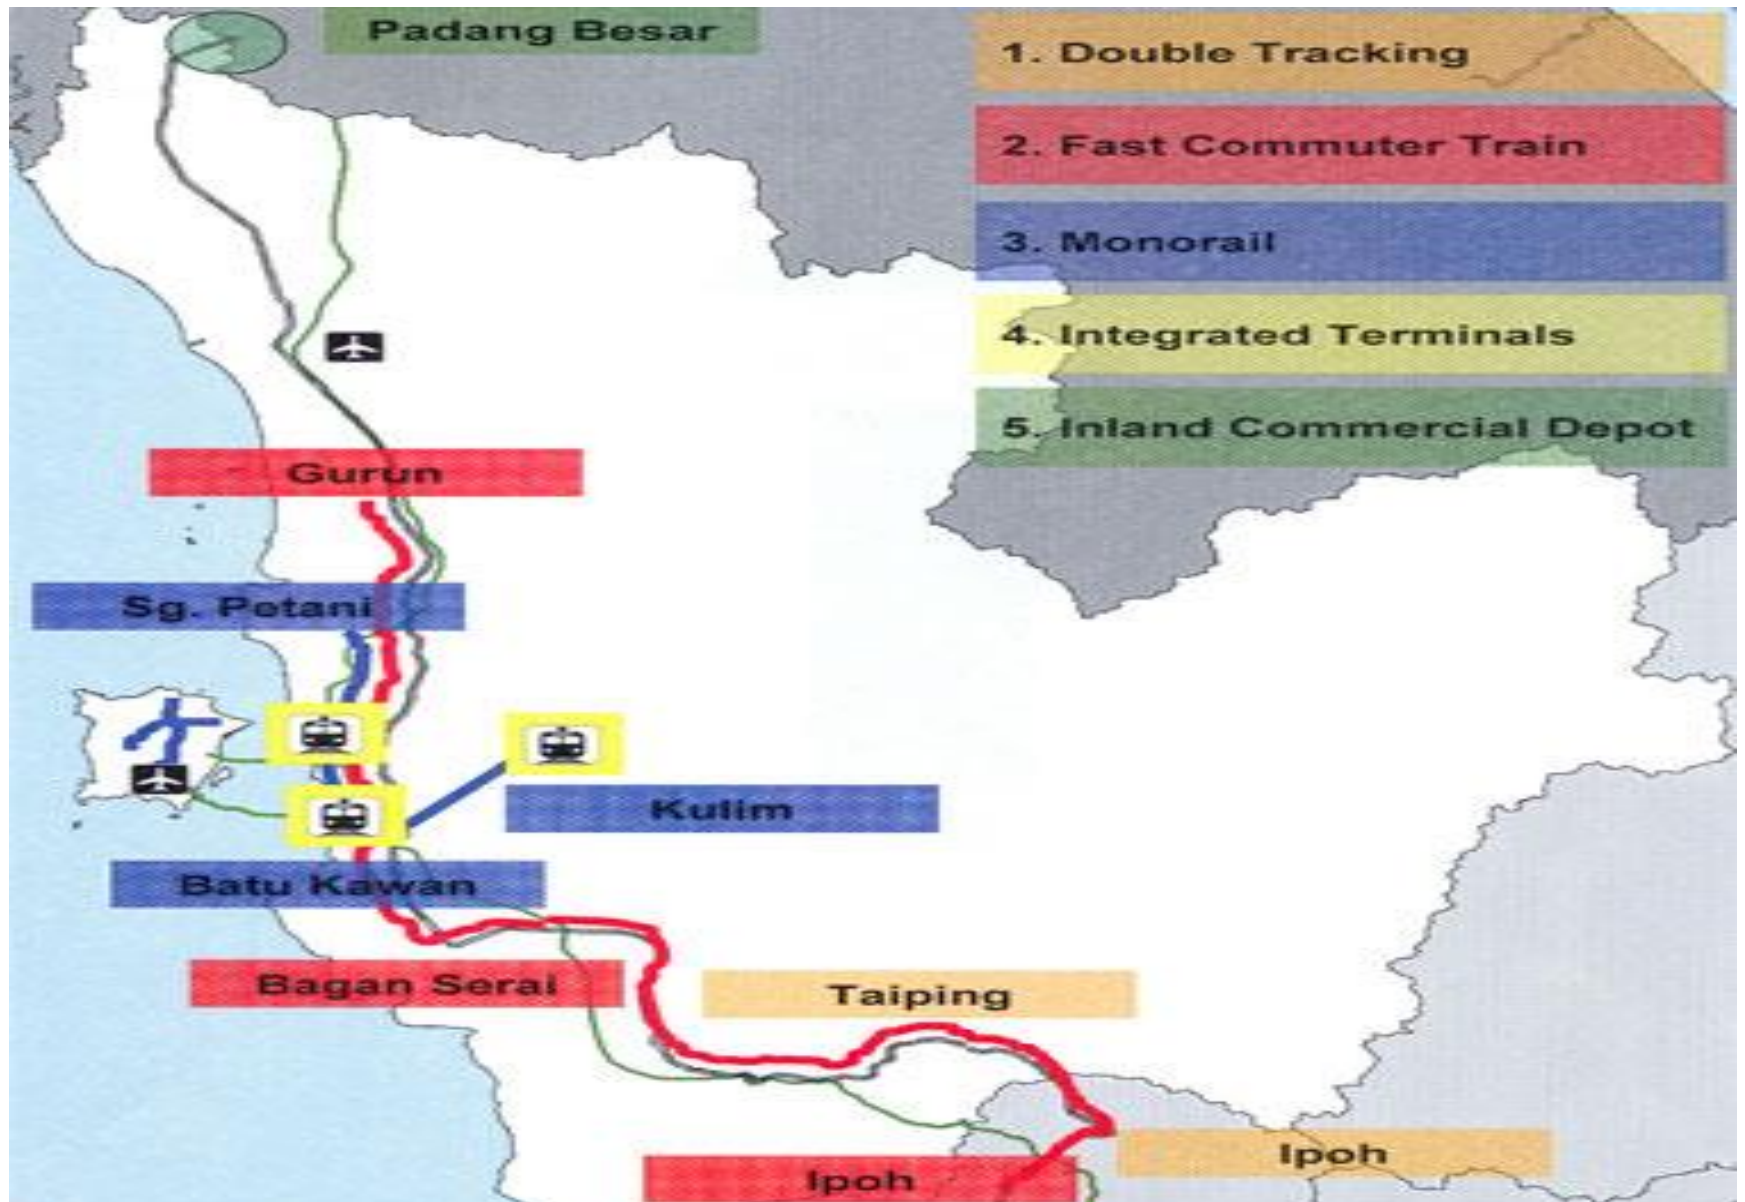 Padang Besar
1. Double Tracking
2. Fast Commuter Train
3. Monorail
4. Integrated Terminals
5. Inland Commercial Depot
Gurun
Sg. Petani
Kulim
Batu Kawan
Bagan Serai
Taiping
Ipoh
Ipoh